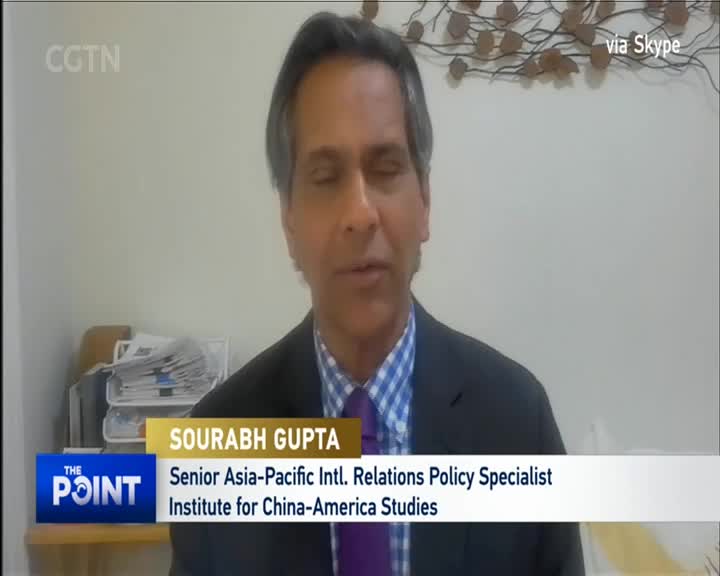 CGTN
via Skype
SOURABH GUPTA
THE
POINT
Senior Asia-Pacific Intl. Relations Policy Specialist
Institute for China-America Studies